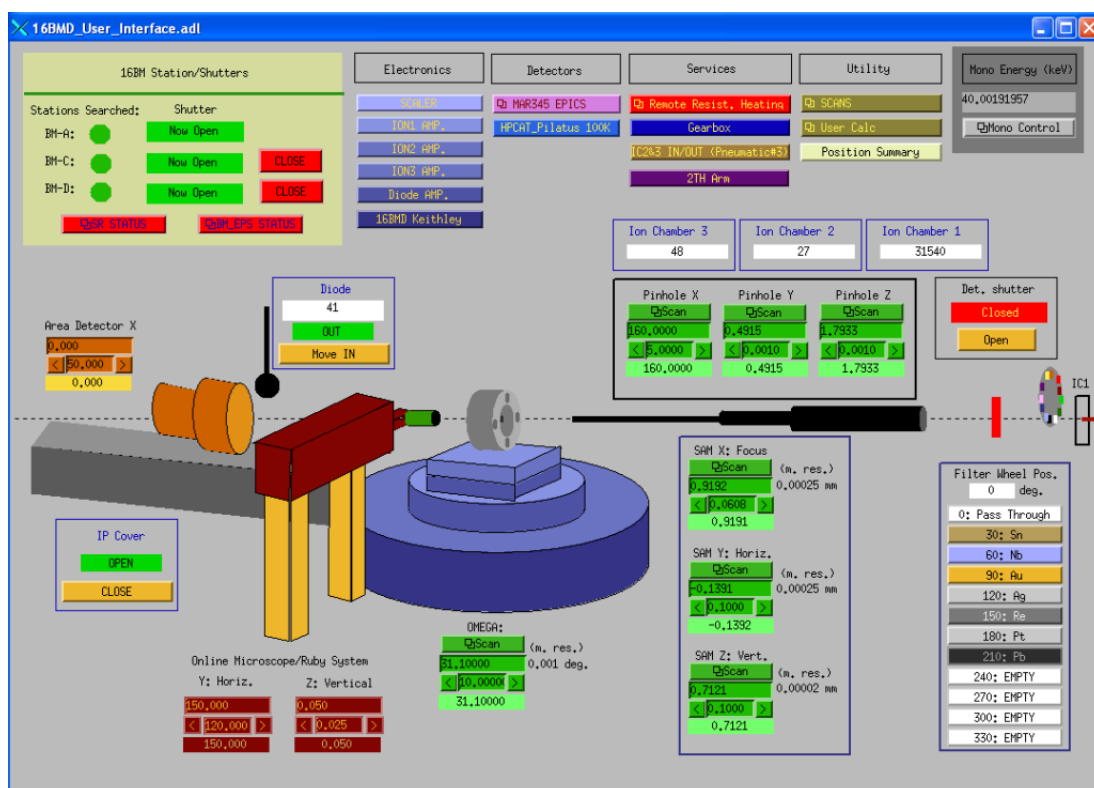 16BMD_User_Interface.adl
16BM Station/Shutters
Stations Searched: Shutter
BM-A: Now Open
BM-C: Now Open CLOSE
BM-D: Now Open CLOSE
SR STATUS BM_EPS STATUS
Electronics
SCALER
ION1 AMP.
ION2 AMP.
ION3 AMP.
Diode AMP.
16BMD Keithley
Detectors
MAR345 EPICS
HPCAT_Pilatus 100K
Services
Remote Resist. Heating
Gearbox
IC2&3 IN/OUT (Pneumatic#3)
2TH Arm
Utility
SCANS
User Calc
Position Summary
Mono Energy (keV)
40.00191957
Mono Control
Ion Chamber 3
48
Ion Chamber 2
27
Ion Chamber 1
31540
Diode
41
OUT
Move IN
Area Detector X
0.000
< 50.000 >
0.000
Pinhole X
Scan
160.0000
< 5.0000 >
160.0000
Pinhole Y
Scan
0.4915
< 0.0010 >
0.4915
Pinhole Z
Scan
1.7933
< 0.0010 >
1.7933
Det. shutter
Closed
Open
IC1
IP Cover
OPEN
CLOSE
SAM X: Focus
Scan (m. res.)
0.9192 0.00025 mm
< 0.0608 >
0.9191
SAM Y: Horiz.
Scan (m. res.)
-0.1391 0.00025 mm
< 0.1000 >
-0.1392
SAM Z: Vert.
Scan (m. res.)
0.7121 0.00002 mm
< 0.1000 >
0.7121
Filter Wheel Pos.
0 deg.
0: Pass Through
30: Sn
60: Nb
90: Au
120: Ag
150: Re
180: Pt
210: Pb
240: EMPTY
270: EMPTY
300: EMPTY
330: EMPTY
OMEGA:
Scan (m. res.)
31.10000 0.001 deg.
< 10.0000 >
31.10000
Online Microscope/Ruby System
Y: Horiz.
150.000
< 120.000 >
150.000
Z: Vertical
0.050
< 0.025 >
0.050